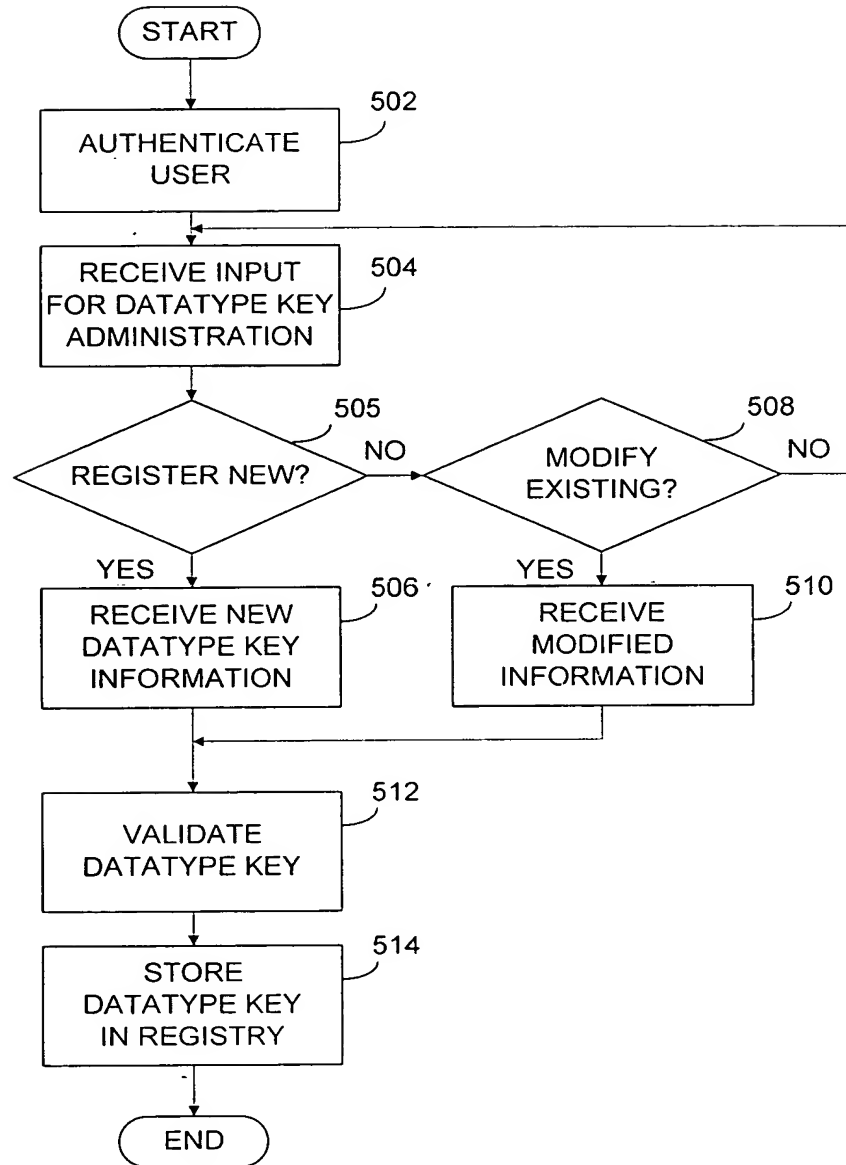 START
502
AUTHENTICATE
USER
RECEIVE INPUT
FOR DATATYPE KEY
ADMINISTRATION
504
505
REGISTER NEW?
NO
508
MODIFY
EXISTING?
NO
YES
506
RECEIVE NEW
DATATYPE KEY
INFORMATION
YES
510
RECEIVE
MODIFIED
INFORMATION
512
VALIDATE
DATATYPE KEY
514
STORE
DATATYPE KEY
IN REGISTRY
END